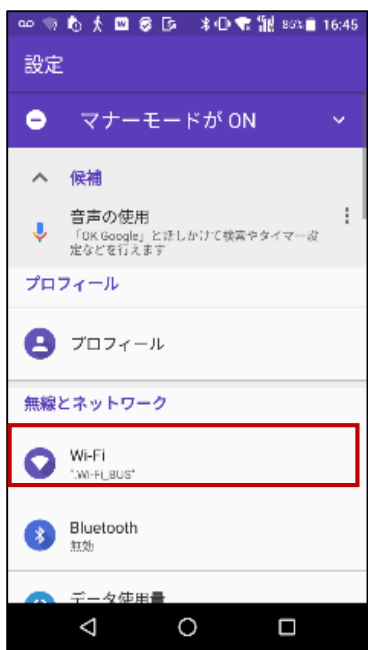 85% 16:45
設定
マナーモードが ON
候補
音声の使用
「OK Google」と話しかけて検索やタイマー設
定などを行えます
プロフィール
プロフィール
無線とネットワーク
Wi-Fi
".Wi-Fi_BUS"
Bluetooth
無効
データ使用量